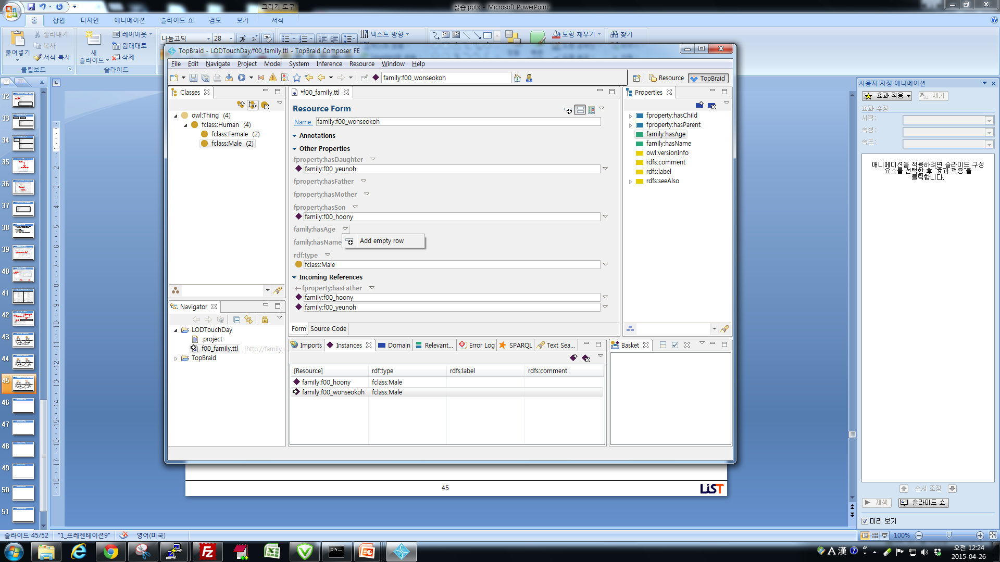 그리기 도구
실습.pptx - Microsoft PowerPoint
홈 삽입 디자인 애니메이션 슬라이드 쇼 검토 보기 서식
붙여넣기
잘라내기
복사
서식 복사
클립보드
새 슬라이드
레이아웃
원래대로
삭제
슬라이드
나눔고딕 28 가 가
텍스트 방향
도형 채우기
찾기
TopBraid - LODTouchDay/f00_family.ttl - TopBraid Composer FE
File Edit Navigate Project Model System Inference Resource Window Help
family:f00_wonseokoh
Resource TopBraid
Classes
owl:Thing (4)
fclass:Human (4)
fclass:Female (2)
fclass:Male (2)
Navigator
LODTouchDay
.project
f00_family.ttl [http://family.
TopBraid
*f00_family.ttl
Resource Form
Name: family:f00_wonseokoh
Annotations
Other Properties
fproperty:hasDaughter
family:f00_yeunoh
fproperty:hasFather
fproperty:hasMother
fproperty:hasSon
family:f00_hoony
family:hasAge
Add empty row
family:hasName
rdf:type
fclass:Male
Incoming References
fproperty:hasFather
family:f00_hoony
family:f00_yeunoh
Form Source Code
Properties
fproperty:hasChild
fproperty:hasParent
family:hasAge
family:hasName
owl:versionInfo
rdfs:comment
rdfs:label
rdfs:seeAlso
Imports Instances Domain Relevant... Error Log SPARQL Text Sea...
[Resource] rdf:type rdfs:label rdfs:comment
family:f00_hoony fclass:Male
family:f00_wonseokoh fclass:Male
Basket
사용자 지정 애니메이션
효과 적용 제거
효과 수정
시작:
속성:
속도:
애니메이션을 적용하려면 슬라이드 구성
요소를 선택한 후 "효과 적용"을
클릭합니다.
순서 조정
재생 슬라이드 쇼
미리 보기
32
33
34
35
36
37
38
39
40
41
42
43
44
45
46
47
48
49
50
51
45
LiST
슬라이드 45/52 "1_프레젠테이션9" 영어(미국)
100%
A 漢
오전 12:24
2015-04-26